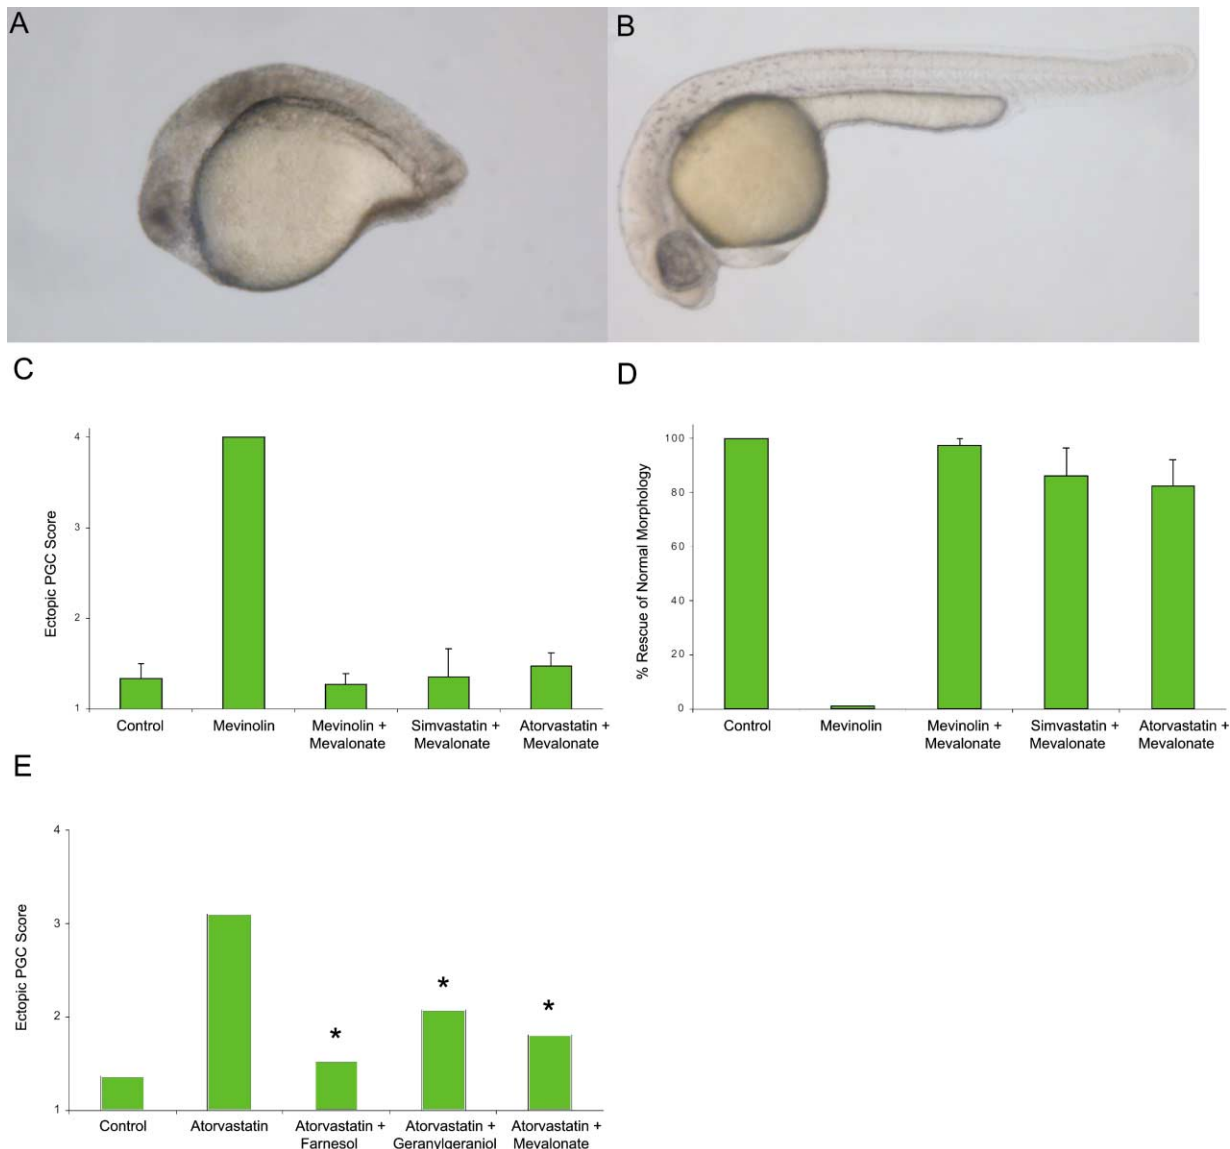 A
B
C
D
4
3
2
1
Ectopic PGC Score
Control
Mevinolin
Mevinolin +
Mevalonate
Simvastatin +
Mevalonate
Atorvastatin +
Mevalonate
100
80
60
40
20
0
% Rescue of Normal Morphology
Control
Mevinolin
Mevinolin +
Mevalonate
Simvastatin +
Mevalonate
Atorvastatin +
Mevalonate
E
4
3
2
1
Ectopic PGC Score
*
*
*
Control
Atorvastatin
Atorvastatin +
Farnesol
Atorvastatin +
Geranylgeraniol
Atorvastatin +
Mevalonate